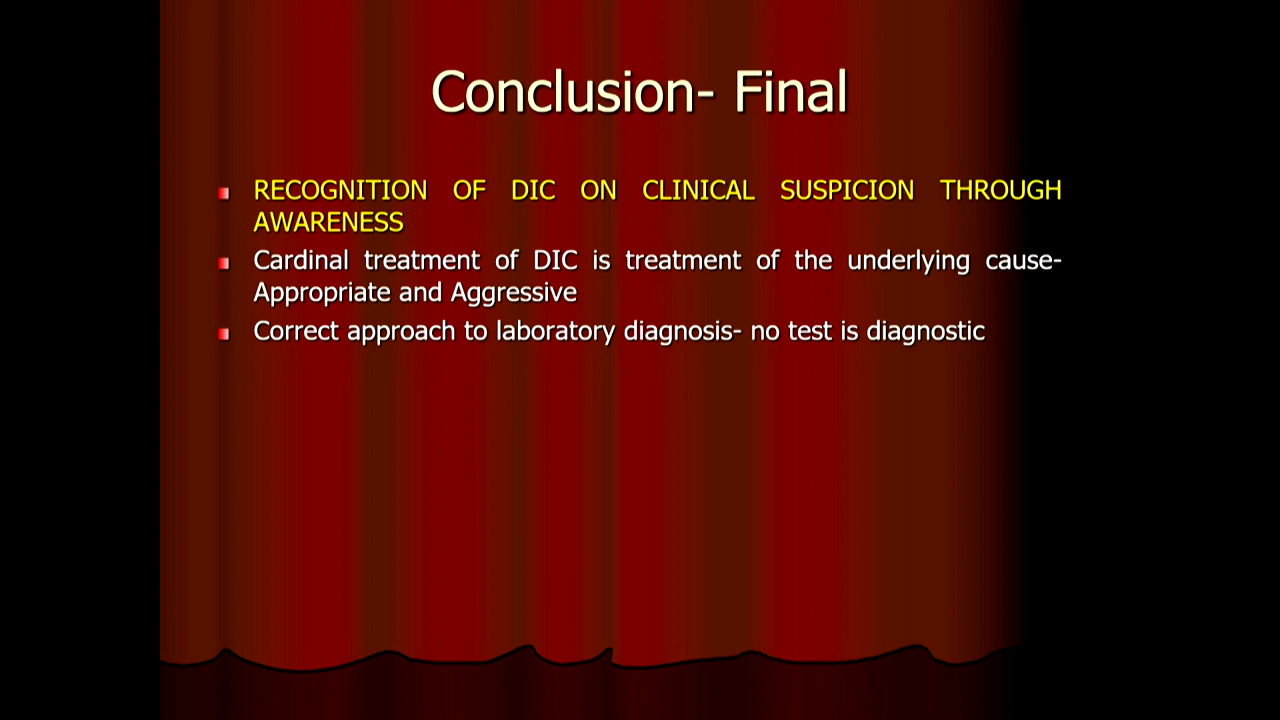 Conclusion- Final
RECOGNITION OF DIC ON CLINICAL SUSPICION THROUGH
AWARENESS
Cardinal treatment of DIC is treatment of the underlying cause-
Appropriate and Aggressive
Correct approach to laboratory diagnosis- no test is diagnostic